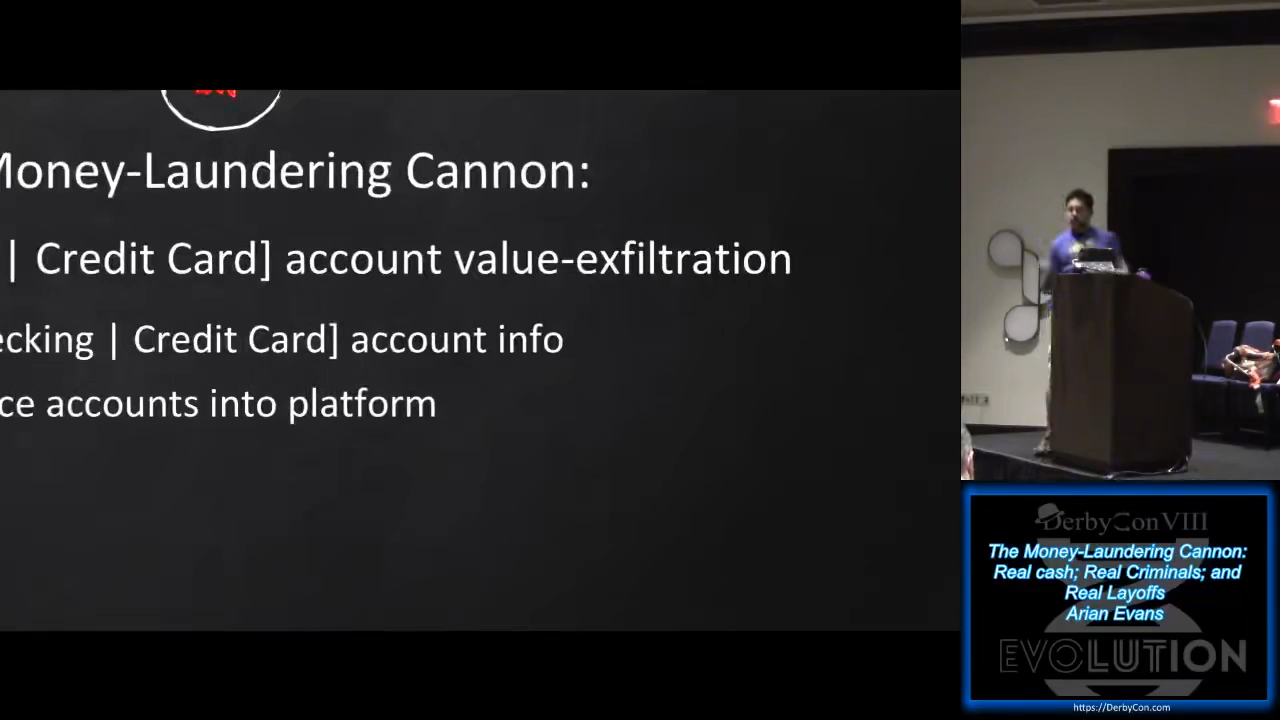 Money-Laundering Cannon:
| Credit Card] account value-exfiltration
ecking | Credit Card] account info
ce accounts into platform
DerbyCon VIII
The Money-Laundering Cannon:
Real cash; Real Criminals; and
Real Layoffs
Arian Evans
EVOLUTION
https://DerbyCon.com